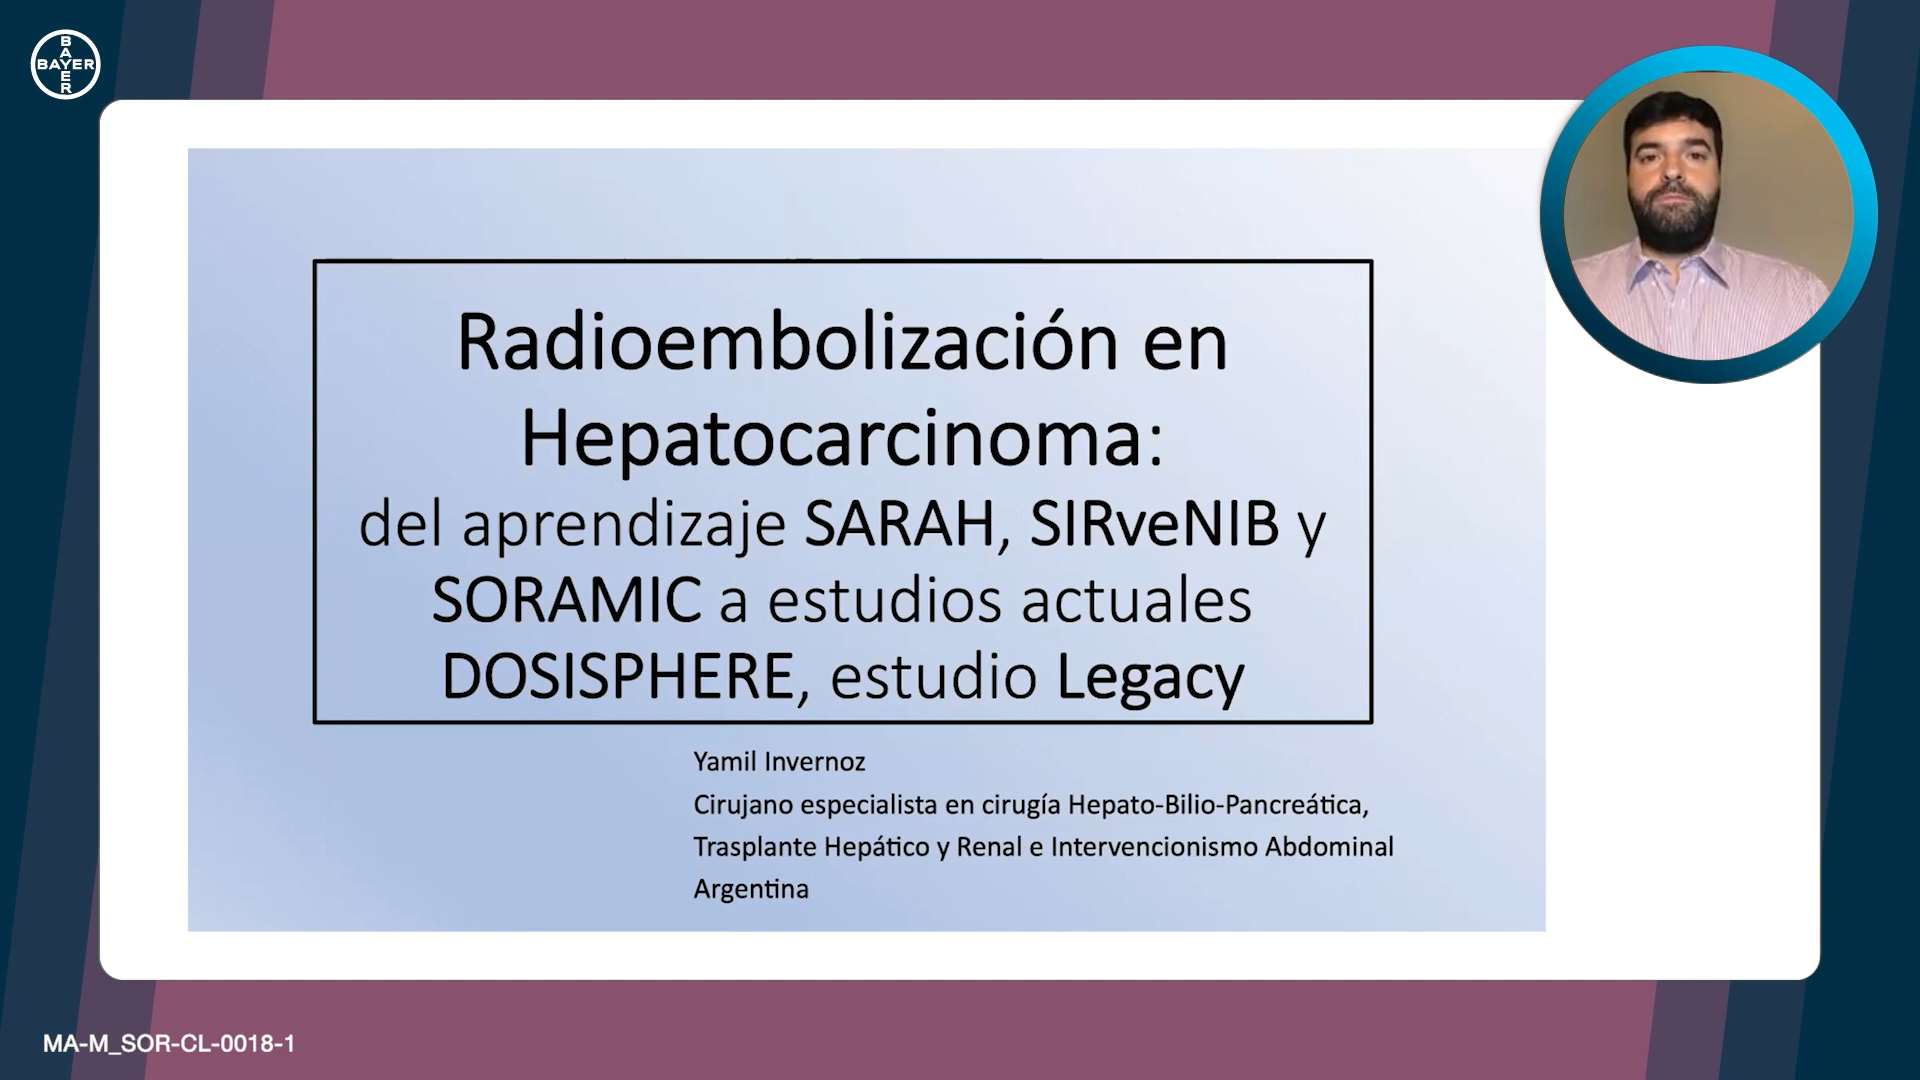 BAYER
BAYER
Radioembolización en
Hepatocarcinoma:
del aprendizaje SARAH, SIRveNIB y
SORAMIC a estudios actuales
DOSISPHERE, estudio Legacy
Yamil Invernoz
Cirujano especialista en cirugía Hepato-Bilio-Pancreática,
Trasplante Hepático y Renal e Intervencionismo Abdominal
Argentina
MA-M_SOR-CL-0018-1